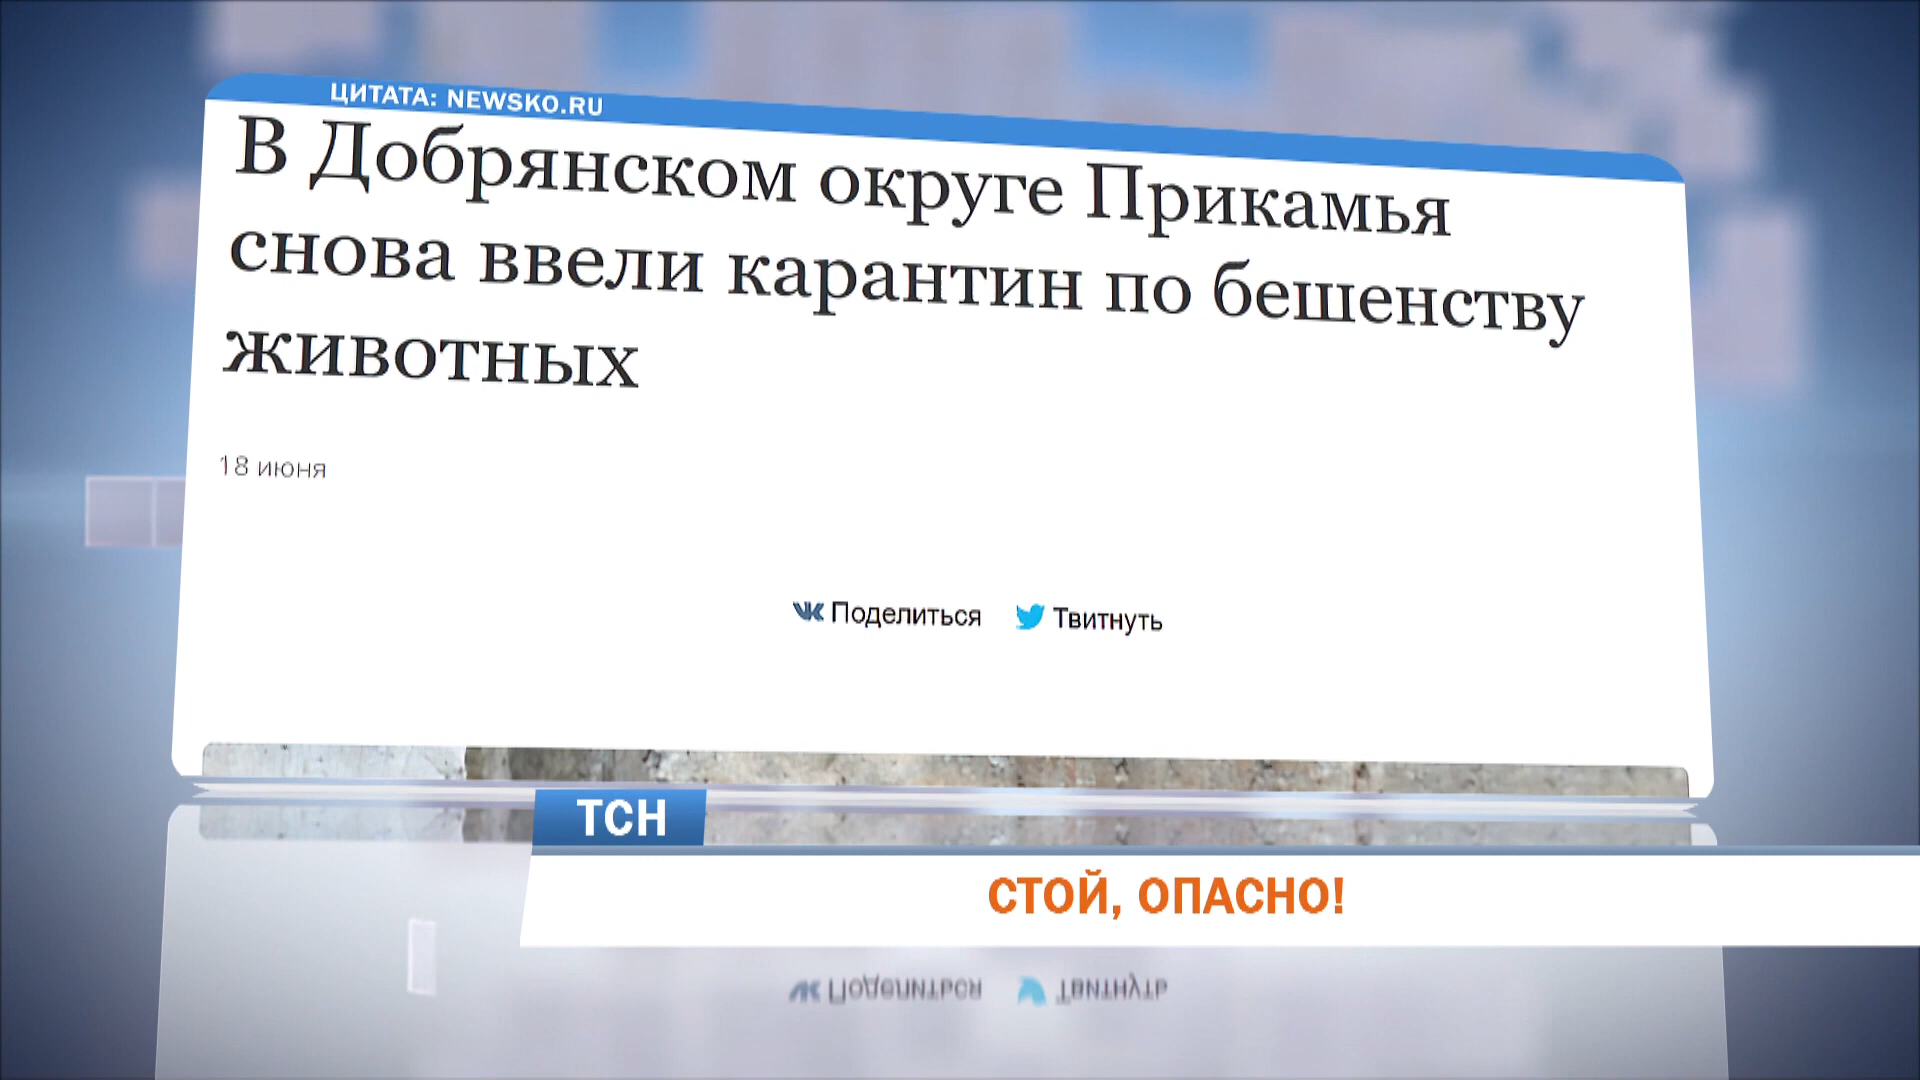 ЦИТАТА: NEWSKO.RU
В Добрянском округе Прикамья
снова ввели карантин по бешенству
животных
18 июня
Поделиться Твитнуть
ТСН
СТОЙ, ОПАСНО!